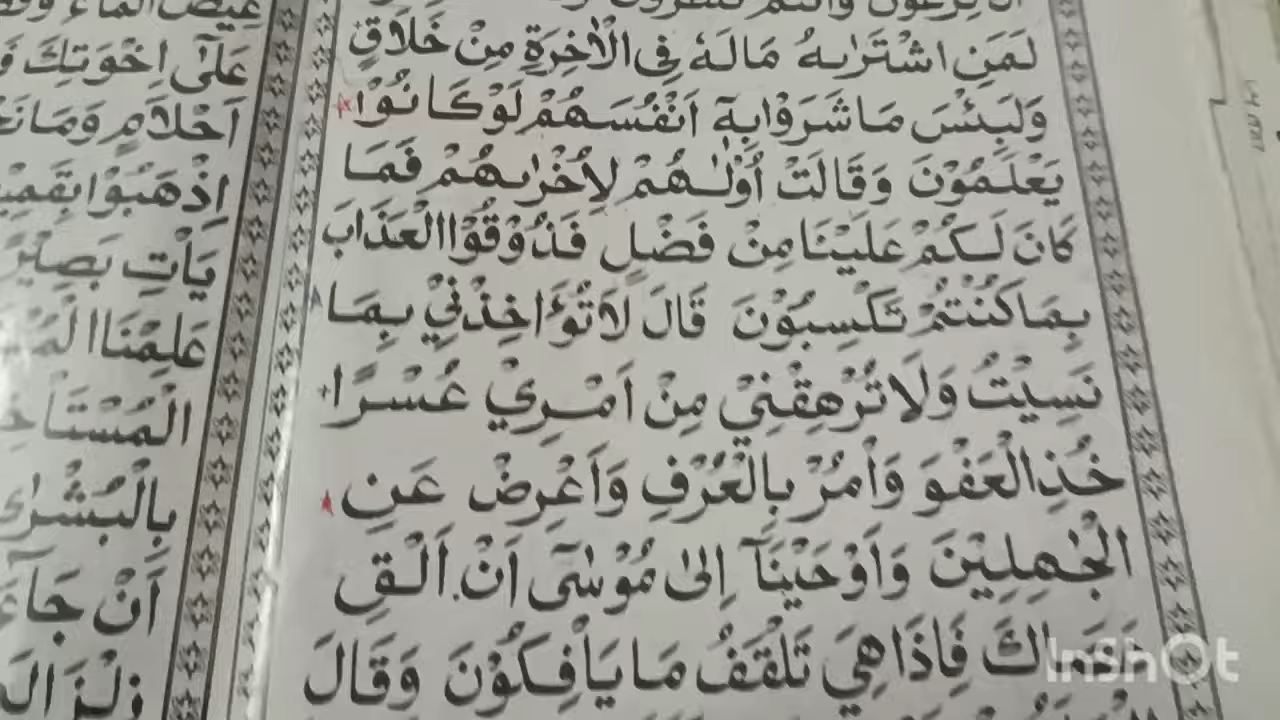 لَمَنِ اشْتَرٰىهُ مَالَهٗ فِى الْاٰخِرَةِ مِنْ خَلَاقٍ
وَلَبِئْسَ مَاشَرَوْابِهٖٓ اَنْفُسَهُمْ لَوْكَانُوْا
يَعْلَمُوْنَ وَقَالَتْ اُوْلٰىهُمْ لِاُخْرٰىهُمْ فَمَا
كَانَ لَكُمْ عَلَيْنَا مِنْ فَضْلٍ فَذُوْقُوْا الْعَذَابَ
بِمَاكُنْتُمْ تَكْسِبُوْنَ قَالَ لَاتُؤَاخِذْنِيْ بِمَا
نَسِيْتُ وَلَاتُرْهِقْنِيْ مِنْ اَمْرِيْ عُسْرًا
خُذِالْعَفْوَ وَاْمُرْ بِالْعُرْفِ وَاَعْرِضْ عَنِ
الْجٰهِلِيْنَ وَاَوْحَيْنَآ اِلٰى مُوْسٰٓى اَنْ اَلْقِ
فَاِذَاهِيَ تَلْقَفُ مَايَاْفِكُوْنَ وَقَالَ
عَلٰٓى اِخْوَتِكَ
اَحْلَامٍ وَمَا
اِذْهَبُوْا
يَاْتِ بَصِيْرًا
عَلِمْنَا
بِالْبُشْرٰى
اَنْ جَآءَ
InShOt